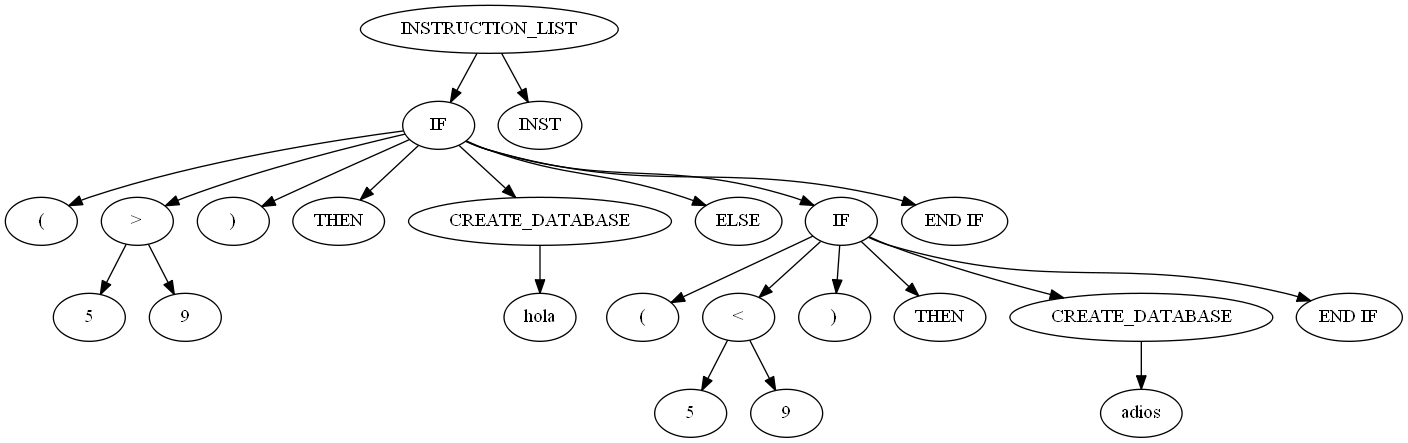 INSTRUCTION_LIST
IF
INST
(
>
)
THEN
CREATE_DATABASE
ELSE
IF
END IF
5
9
hola
(
<
)
THEN
CREATE_DATABASE
END IF
5
9
adios